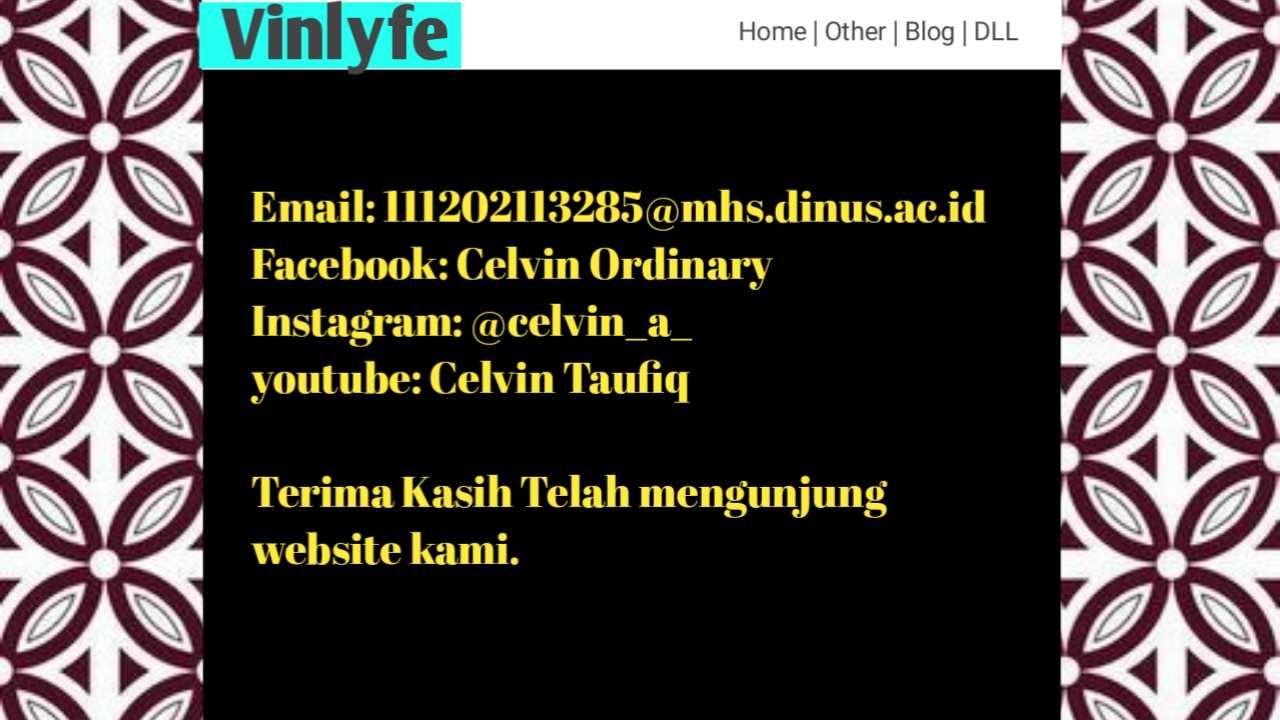 Vinlyfe
Home | Other | Blog | DLL
Email: 111202113285@mhs.dinus.ac.id
Facebook: Celvin Ordinary
Instagram: @celvin_a_
youtube: Celvin Taufiq
Terima Kasih Telah mengunjung
website kami.